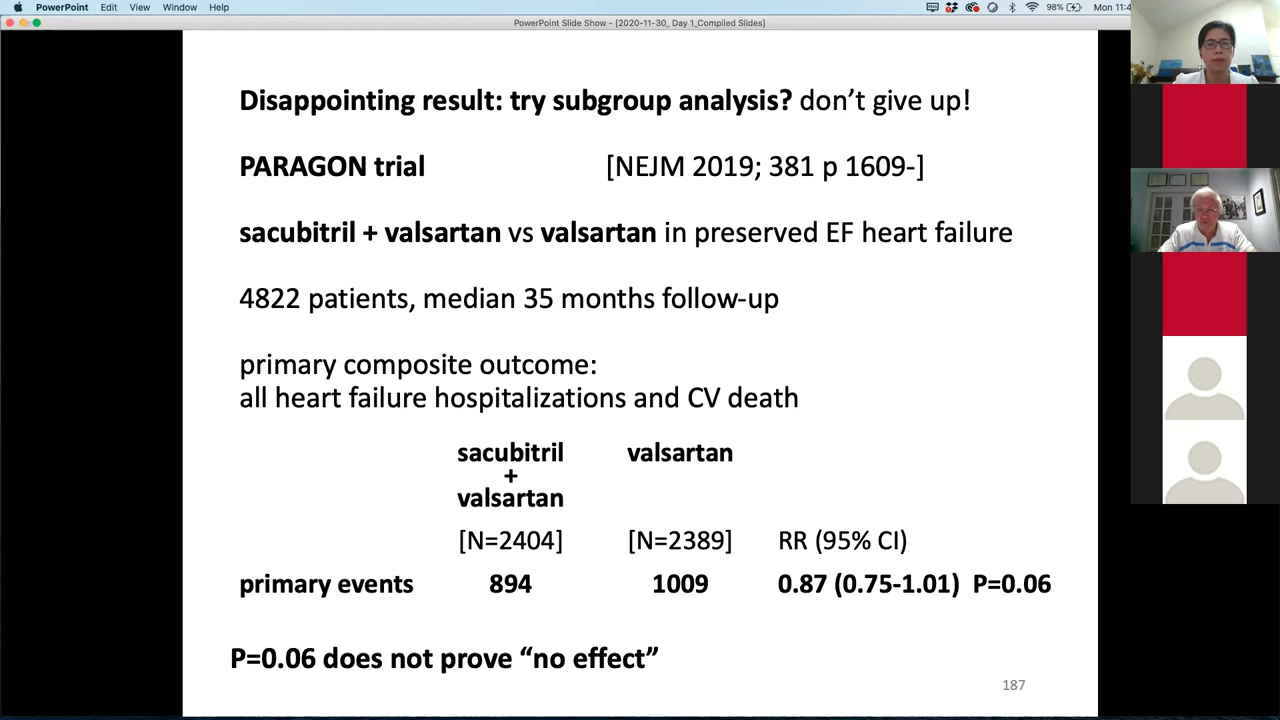 PowerPoint Edit View Window Help 98% Mon 11:4
PowerPoint Slide Show - [2020-11-30_ Day 1_Compiled Slides]
Disappointing result: try subgroup analysis? don’t give up!
PARAGON trial [NEJM 2019; 381 p 1609-]
sacubitril + valsartan vs valsartan in preserved EF heart failure
4822 patients, median 35 months follow-up
primary composite outcome:
all heart failure hospitalizations and CV death
sacubitril valsartan
+
valsartan
[N=2404] [N=2389] RR (95% CI)
primary events 894 1009 0.87 (0.75-1.01) P=0.06
P=0.06 does not prove “no effect”
187